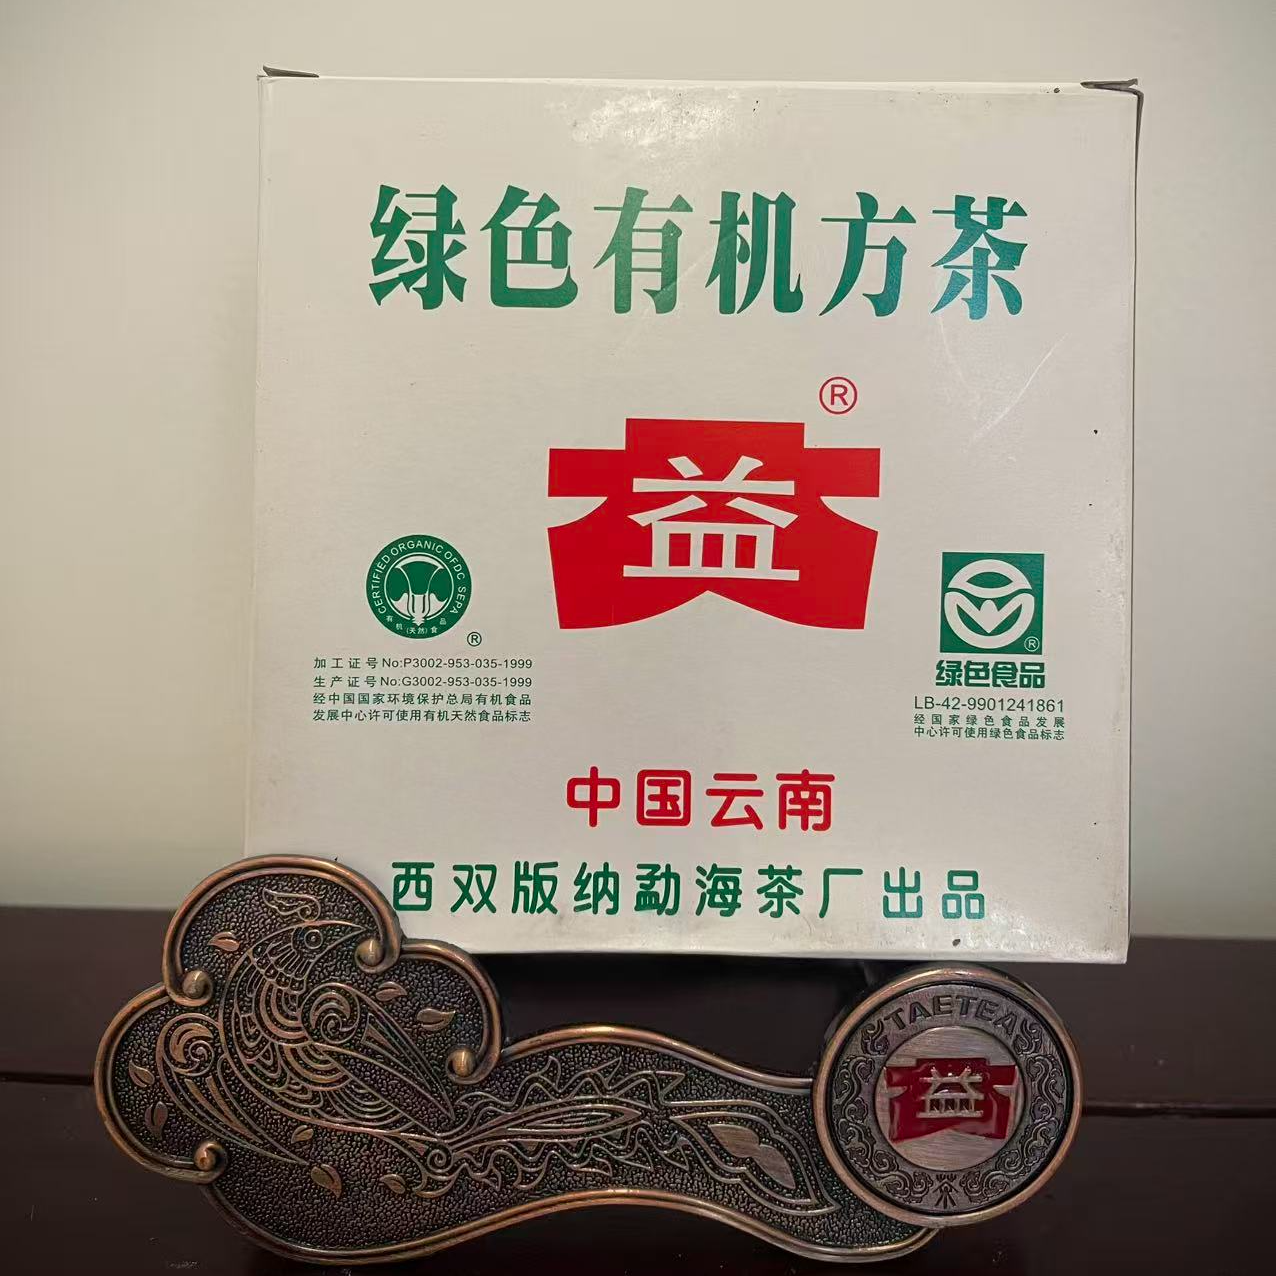 绿色有机方茶
®
益
CERTIFIED ORGANIC OFDC SEPA
有机(天然)食品
®
加工证号No:P3002-953-035-1999
生产证号No:G3002-953-035-1999
经中国国家环境保护总局有机食品
发展中心许可使用有机天然食品标志
®
绿色食品
LB-42-9901241861
经国家绿色食品发展
中心许可使用绿色食品标志
中国云南
西双版纳勐海茶厂出品
TAETEA
益
茶